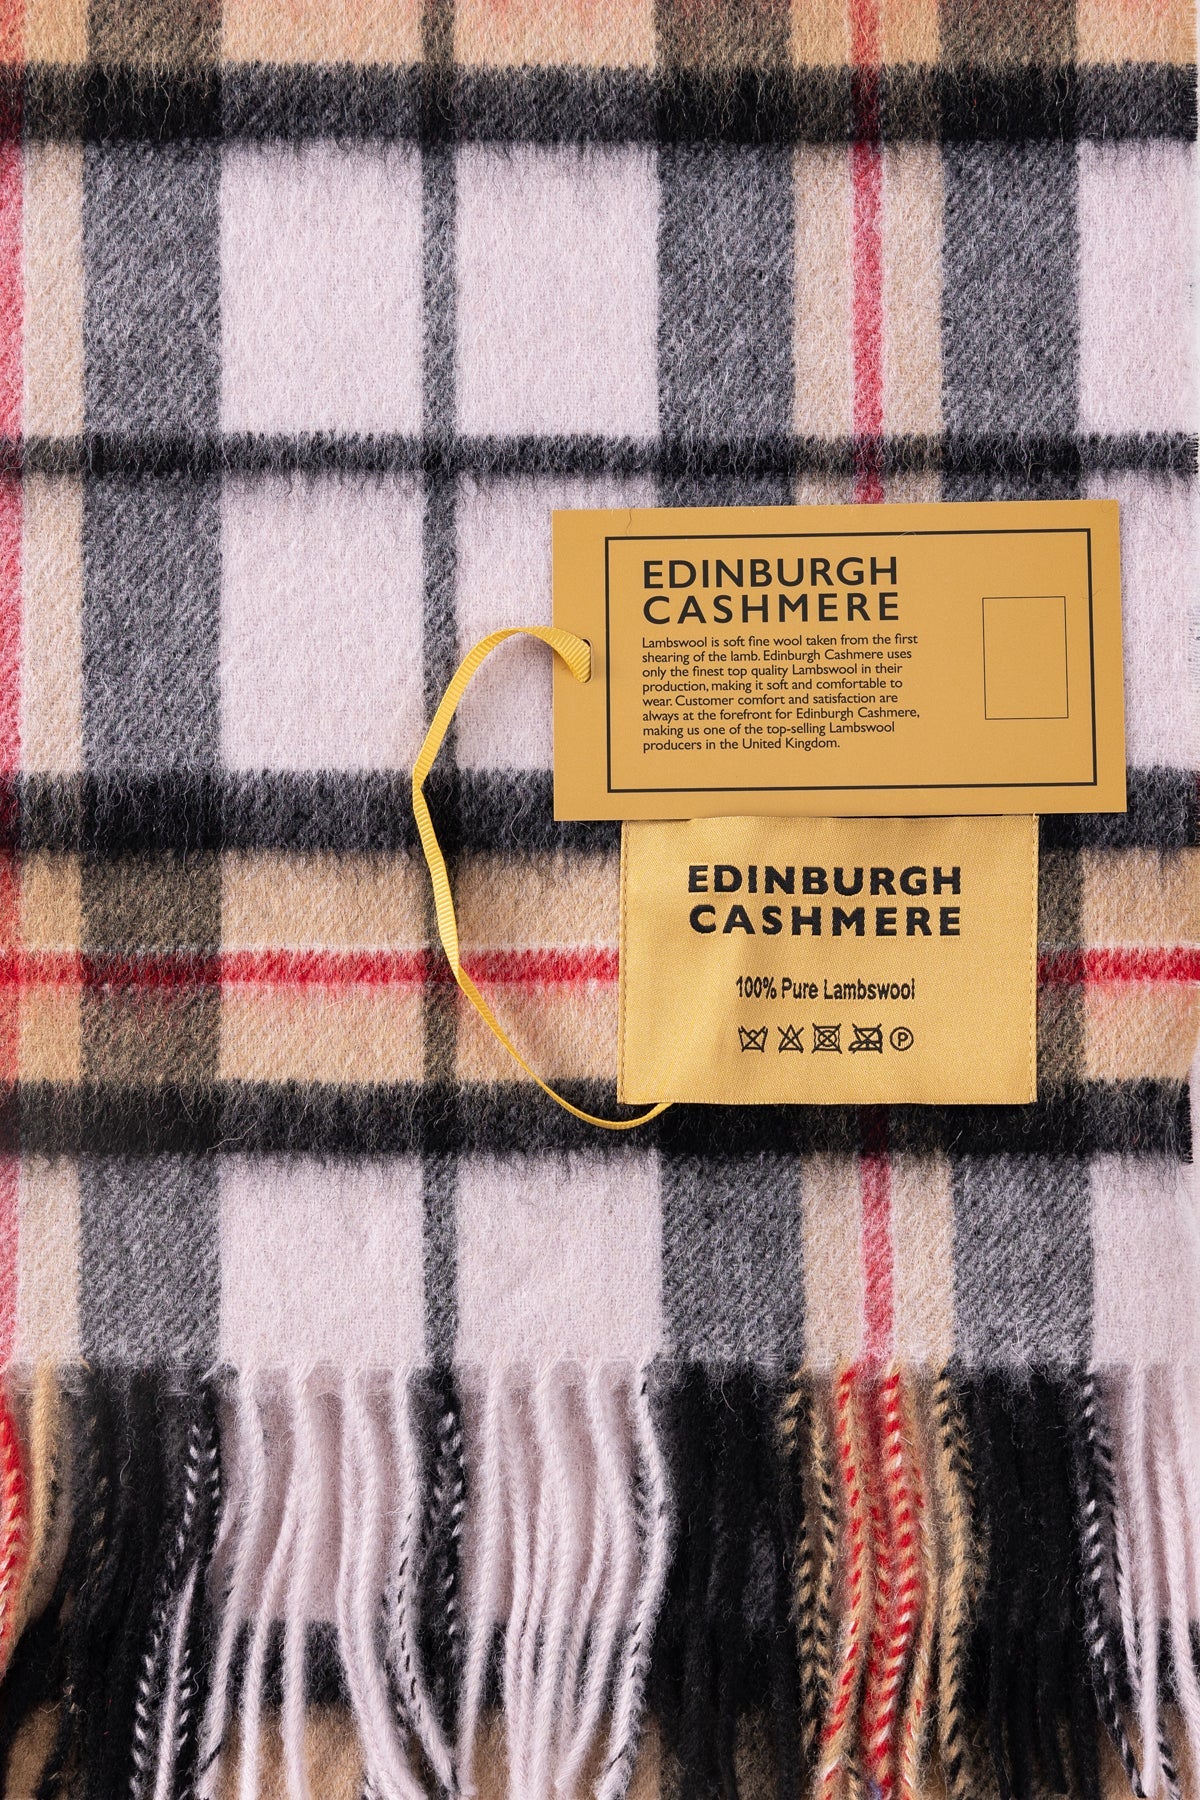 EDINBURGH
CASHMERE
Lambswool is soft fine wool taken from the first
shearing of the lamb. Edinburgh Cashmere uses
only the finest top quality Lambswool in their
production, making it soft and comfortable to
wear. Customer comfort and satisfaction are
always at the forefront for Edinburgh Cashmere,
making us one of the top-selling Lambswool
producers in the United Kingdom.
EDINBURGH
CASHMERE
100% Pure Lambswool
P